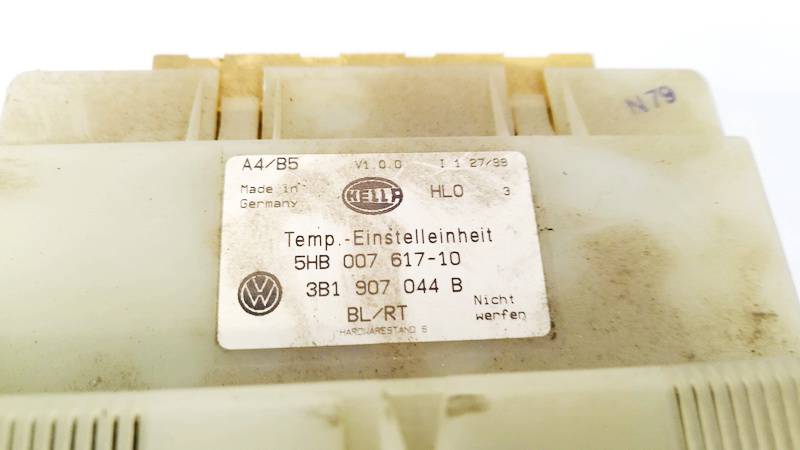 N79
A4/B5 V1.0.0 I 1 27/99
Made in Germany
HELLA
HLO 3
Temp.-Einstelleinheit
5HB 007 617-10
3B1 907 044 B
VW
BL/RT
Nicht werfen
HARDWARESTAND 6